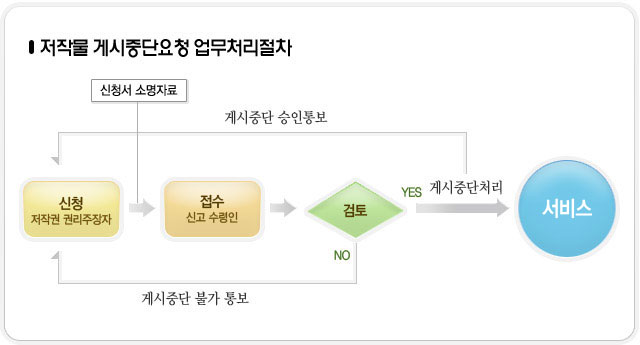 저작물 게시중단요청 업무처리절차
신청서 소명자료
게시중단 승인통보
신청
저작권 권리주장자
접수
신고 수령인
검토
YES
게시중단처리
서비스
NO
게시중단 불가 통보